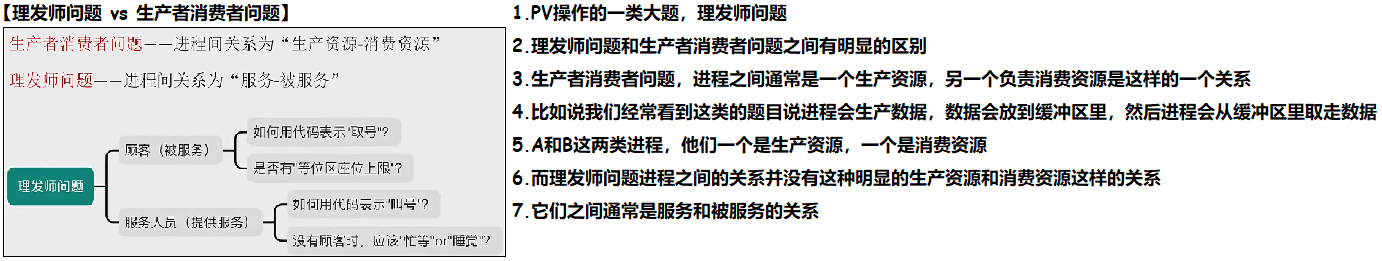 【理发师问题 vs 生产者消费者问题】
生产者消费者问题——进程间关系为“生产资源-消费资源”
理发师问题——进程间关系为“服务-被服务”
理发师问题
顾客（被服务）
如何用代码表示"取号"？
是否有"等位区座位上限"？
服务人员（提供服务）
如何用代码表示"叫号"？
没有顾客时，应该"忙等"or"睡觉"？
1.PV操作的一类大题，理发师问题
2.理发师问题和生产者消费者问题之间有明显的区别
3.生产者消费者问题，进程之间通常是一个生产资源，另一个负责消费资源是这样的一个关系
4.比如说我们经常看到这类的题目说进程会生产数据，数据会放到缓冲区里，然后进程会从缓冲区里取走数据
5.A和B这两类进程，他们一个是生产资源，一个是消费资源
6.而理发师问题进程之间的关系并没有这种明显的生产资源和消费资源这样的关系
7.它们之间通常是服务和被服务的关系